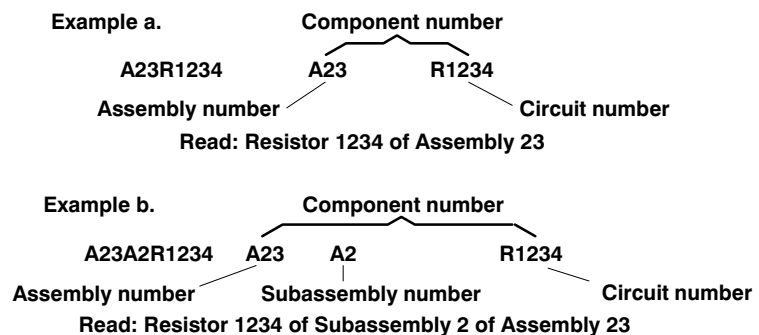 Example a. Component number
A23R1234 A23 R1234
Assembly number Circuit number
Read: Resistor 1234 of Assembly 23
Example b. Component number
A23A2R1234 A23 A2 R1234
Assembly number Subassembly number Circuit number
Read: Resistor 1234 of Subassembly 2 of Assembly 23